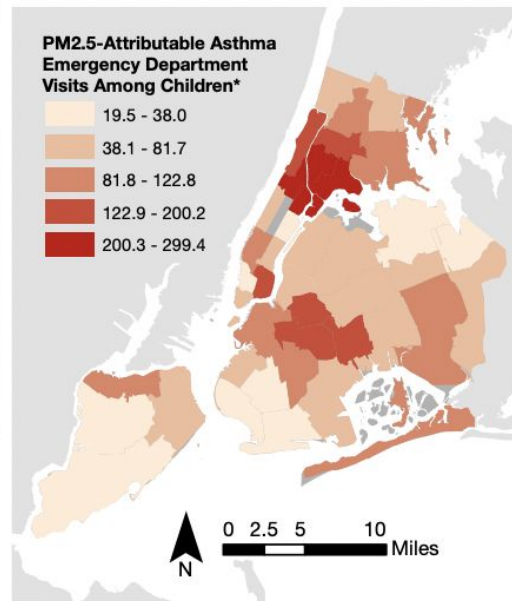 PM2.5-Attributable Asthma
Emergency Department
Visits Among Children*
19.5 - 38.0
38.1 - 81.7
81.8 - 122.8
122.9 - 200.2
200.3 - 299.4
0 2.5 5 10
Miles
N